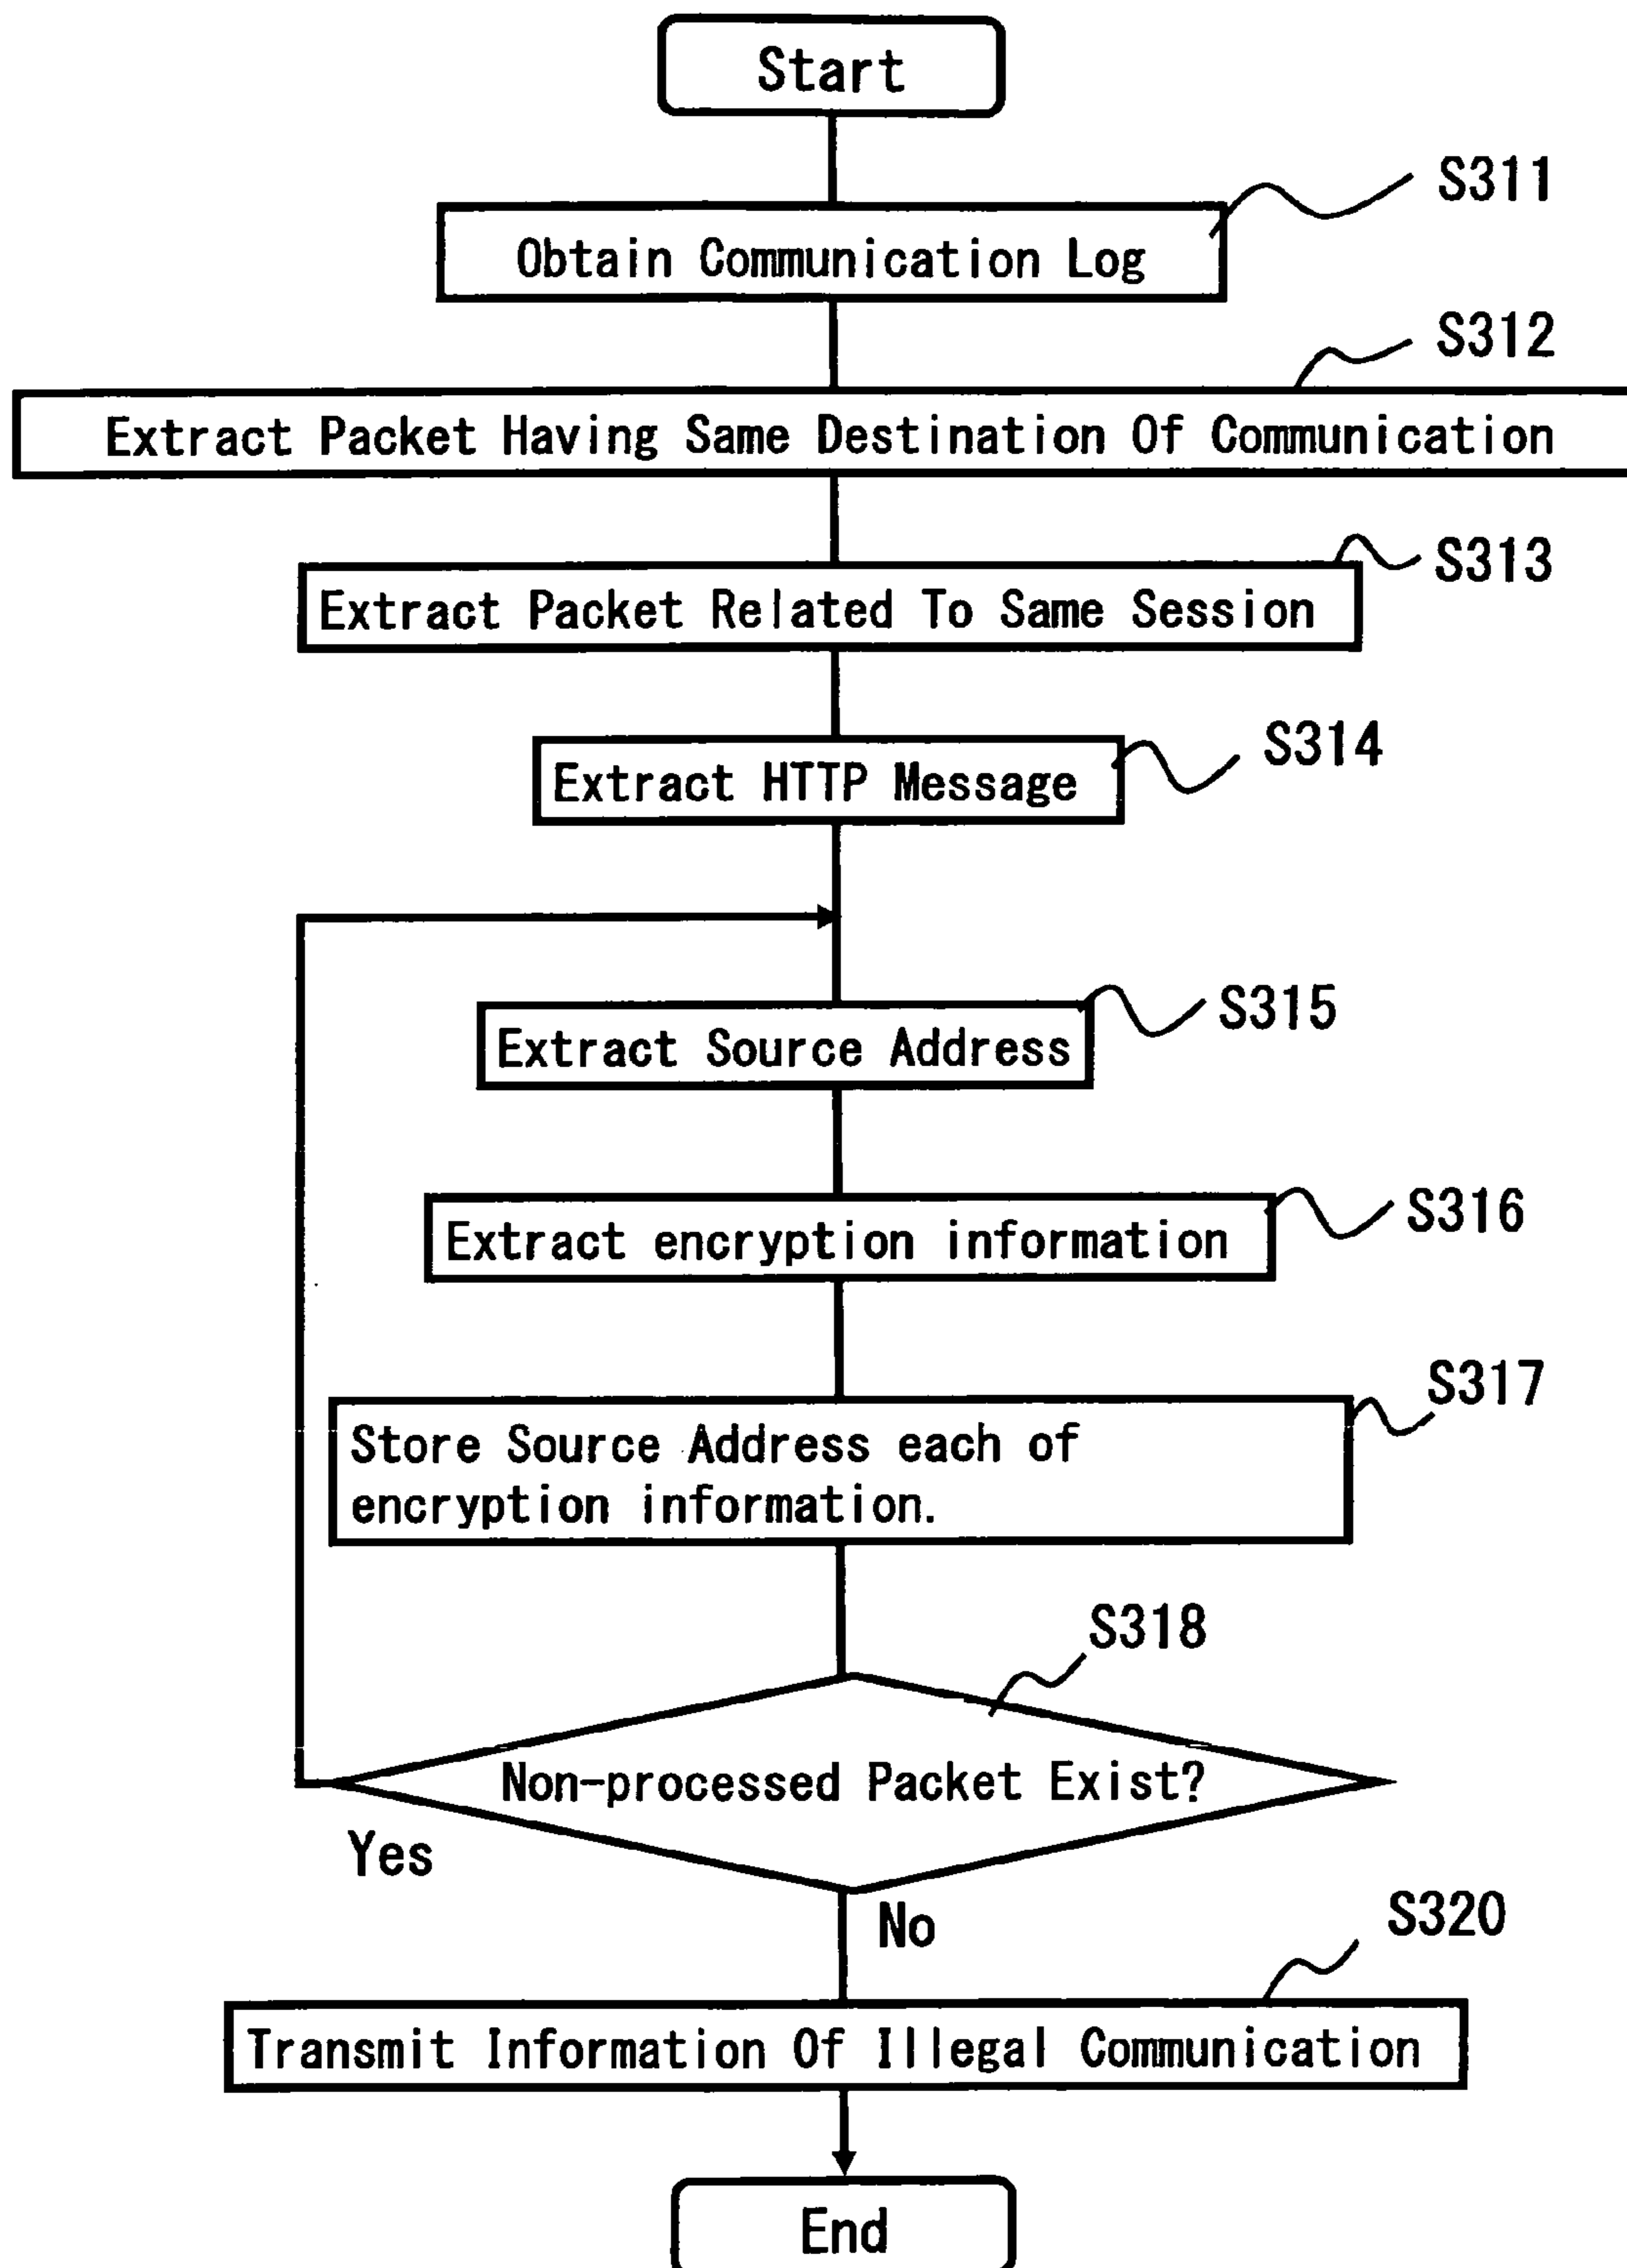 Start
S311
Obtain Communication Log
S312
Extract Packet Having Same Destination Of Communication
S313
Extract Packet Related To Same Session
S314
Extract HTTP Message
S315
Extract Source Address
S316
Extract encryption information
S317
Store Source Address each of
encryption information.
S318
Non-processed Packet Exist?
Yes
No
S320
Transmit Information Of Illegal Communication
End